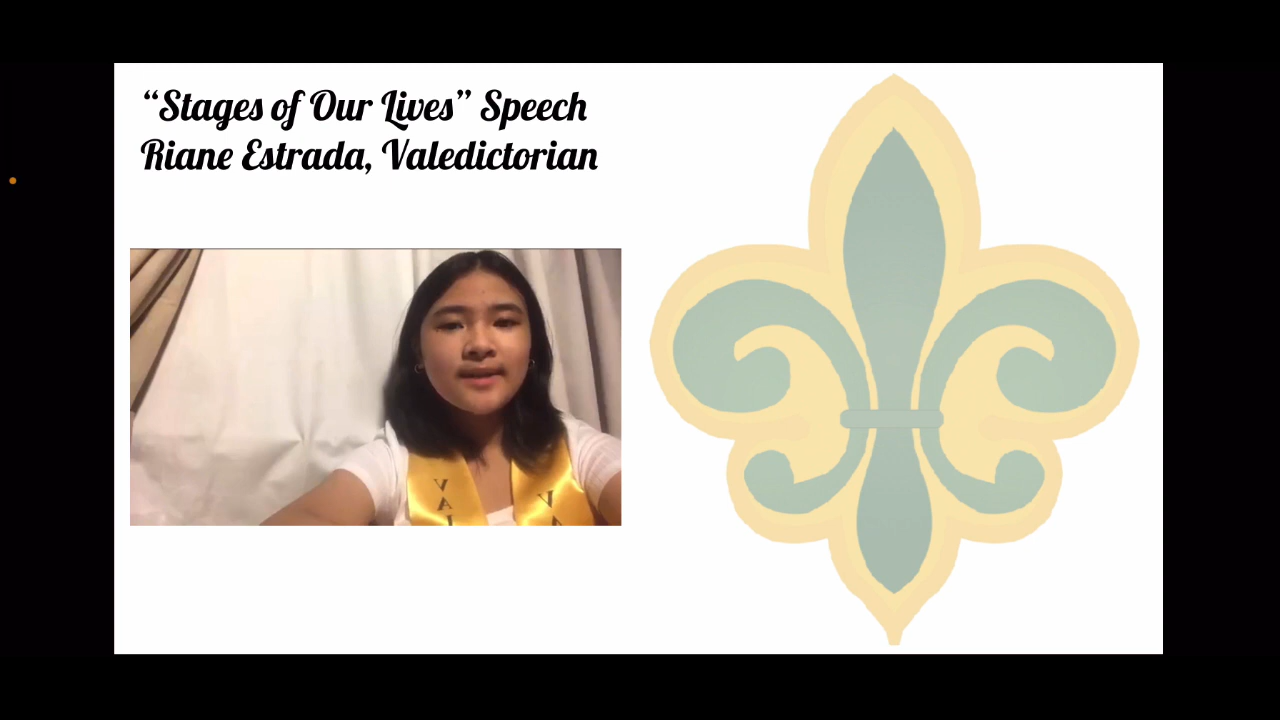 “Stages of Our Lives” Speech
Riane Estrada, Valedictorian
V
A
L
V
A